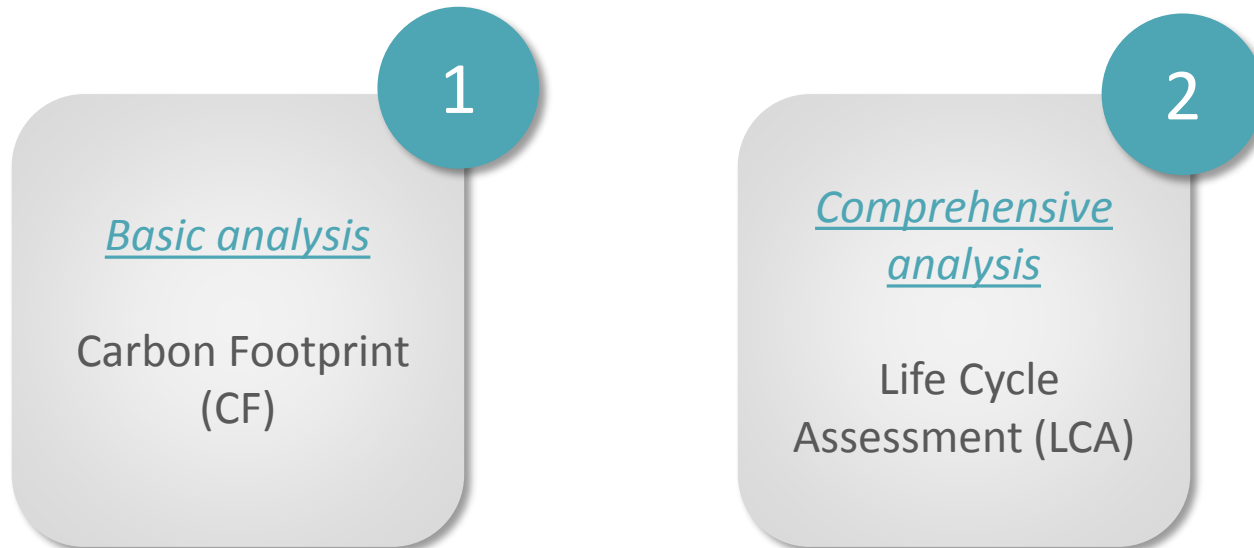 1
Basic analysis
Carbon Footprint
(CF)
2
Comprehensive
analysis
Life Cycle
Assessment (LCA)